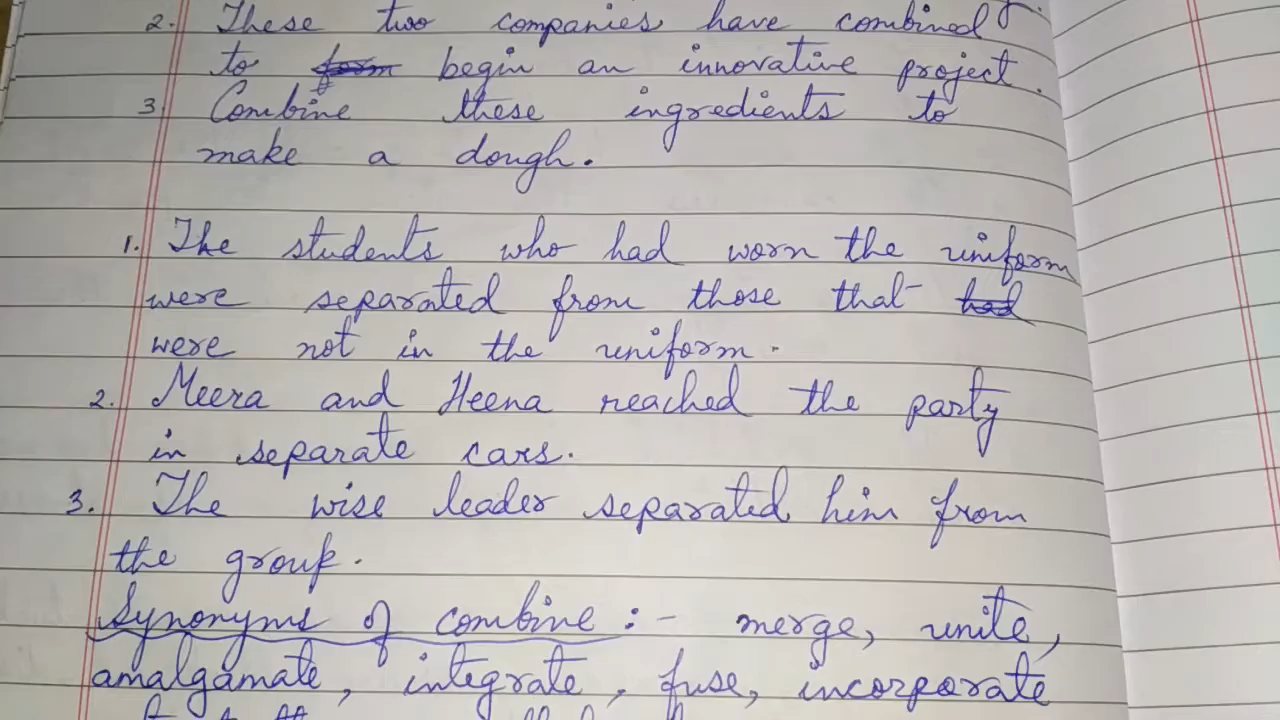 2. These two companies have combined
to form begin an innovative project.
3 Combine these ingredients to
make a dough.
1. The students who had worn the uniform
were separated from those that had
were not in the uniform.
2. Meera and Heena reached the party
in separate cars.
3. The wise leader separated him from
the group.
Synonyms of combine :- merge, unite,
amalgamate, integrate, fuse, incorporate